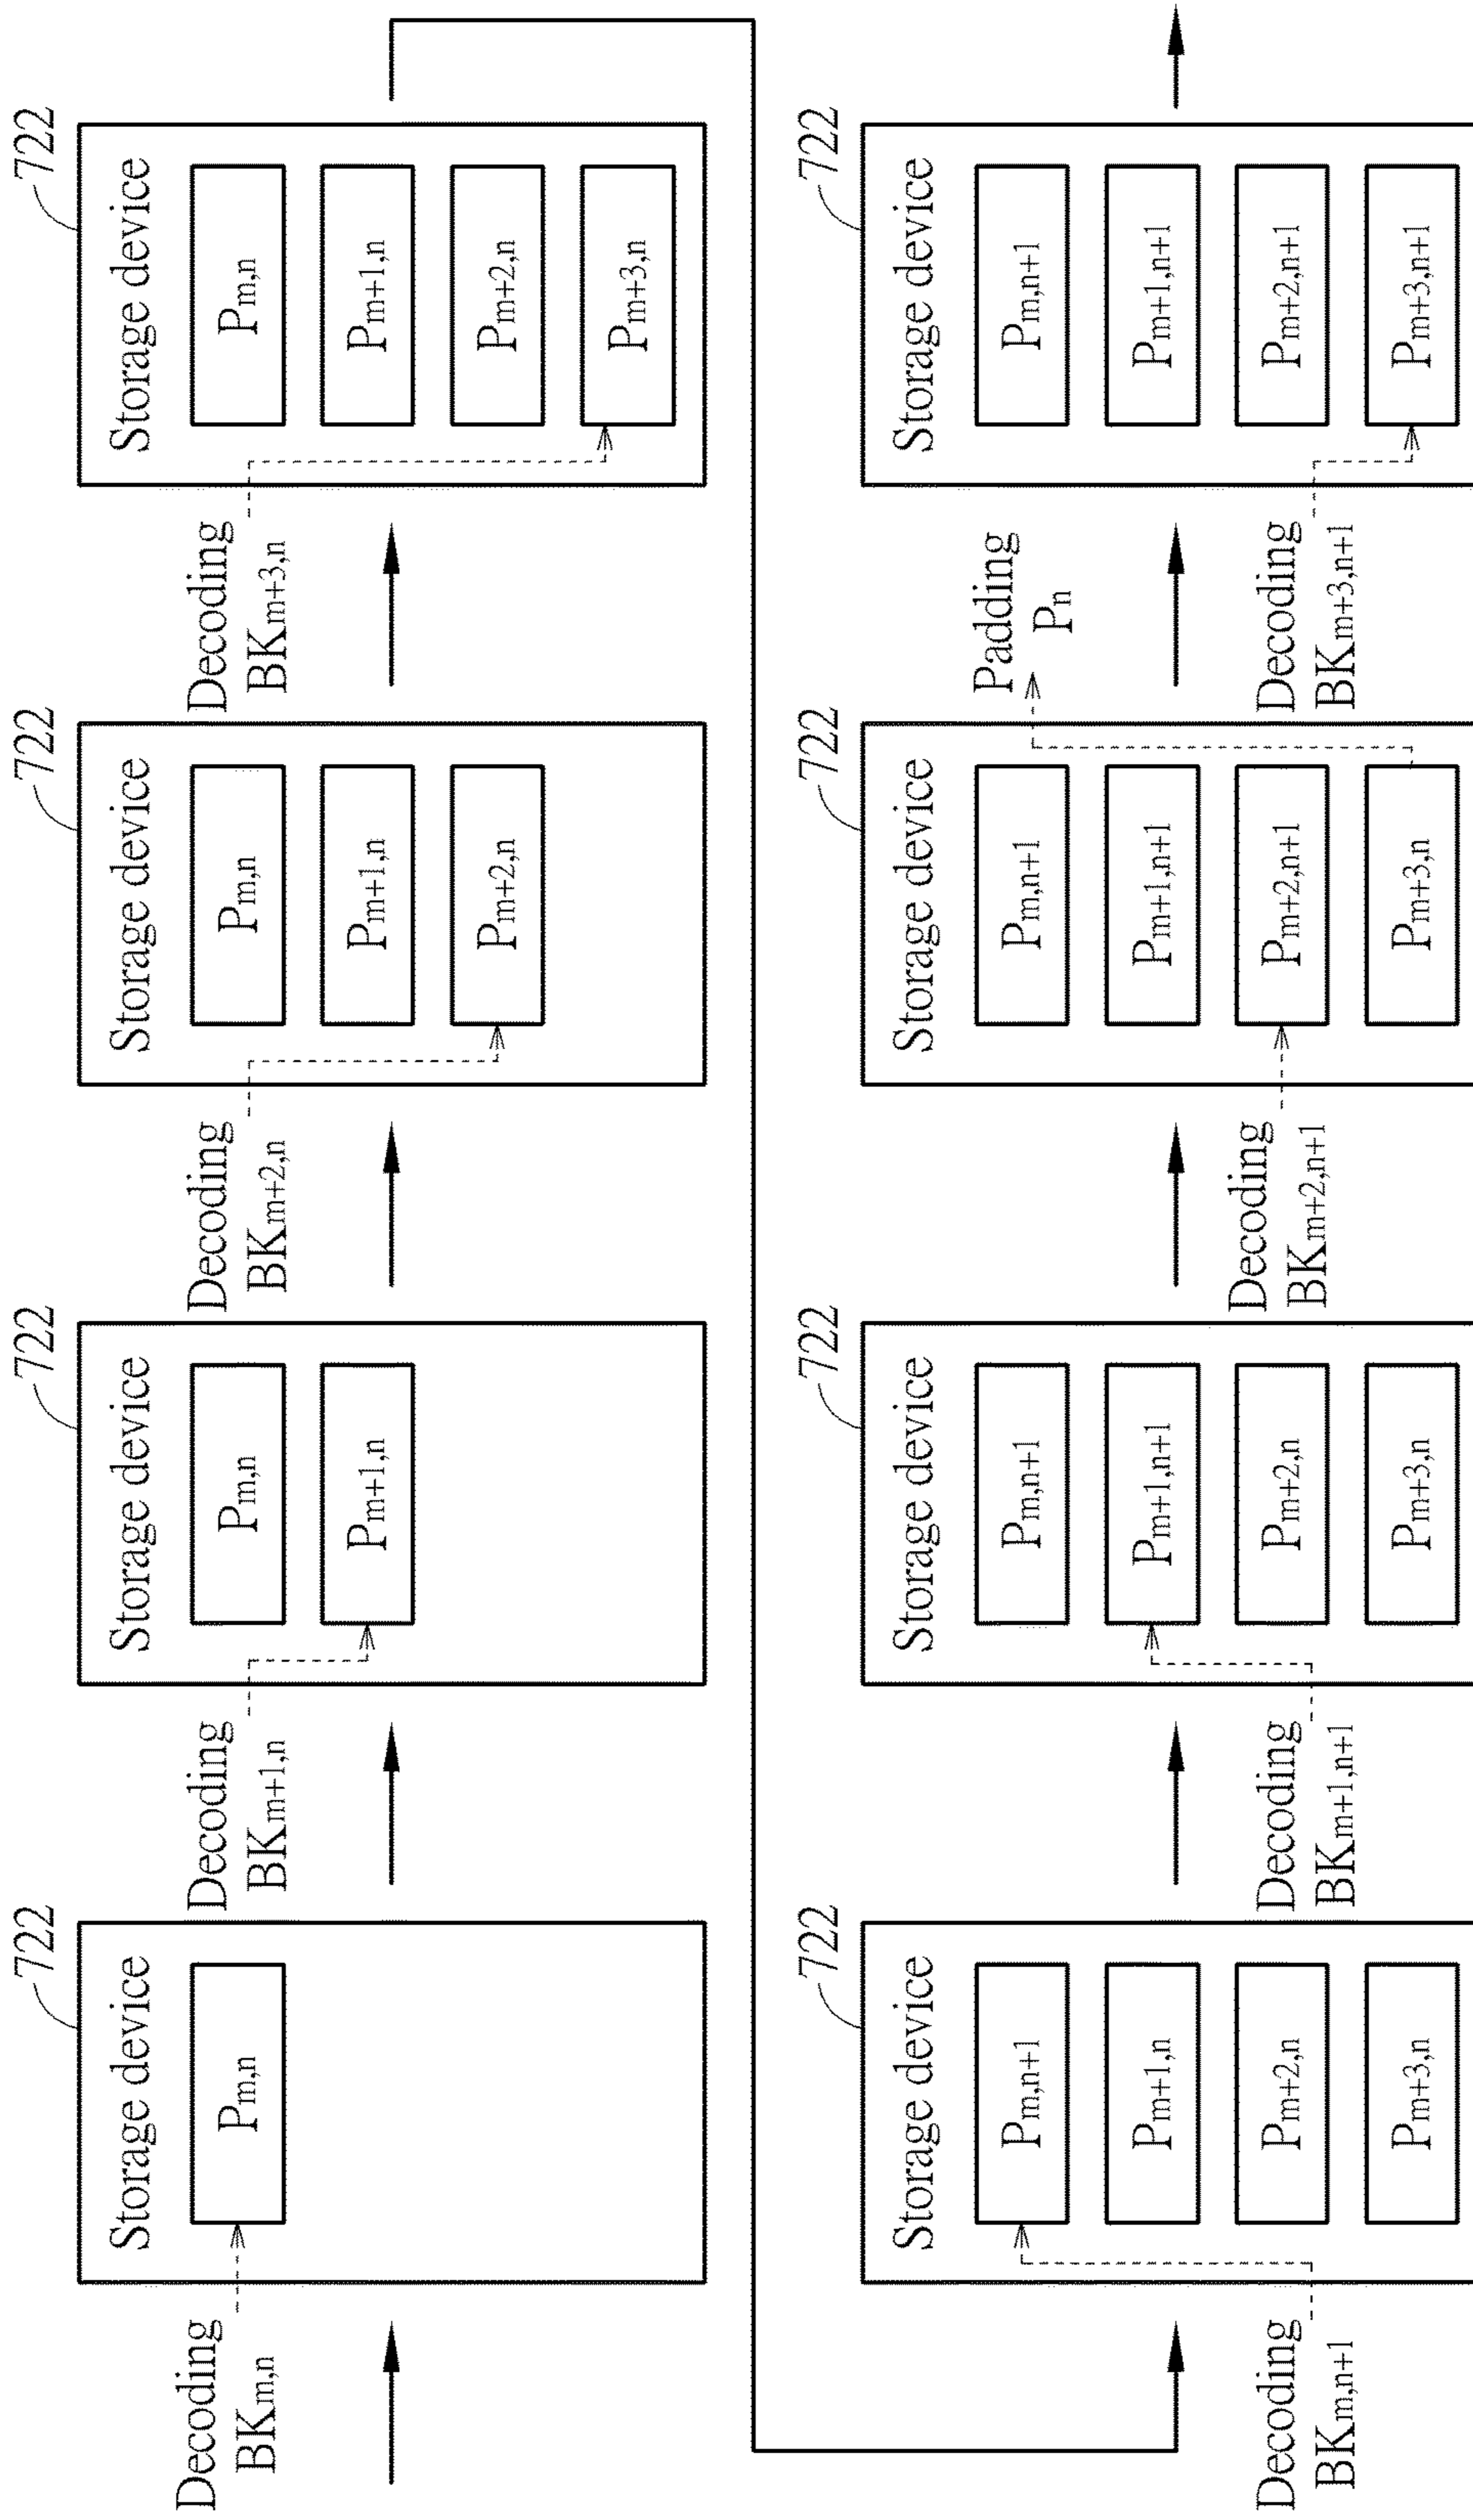 Decoding
BKm,n
722
Storage device
Pm,n
Decoding
BKm+1,n
722
Storage device
Pm,n
Pm+1,n
Decoding
BKm+2,n
722
Storage device
Pm,n
Pm+1,n
Pm+2,n
Decoding
BKm+3,n
722
Storage device
Pm,n
Pm+1,n
Pm+2,n
Pm+3,n
Decoding
BKm,n+1
722
Storage device
Pm,n+1
Pm+1,n
Pm+2,n
Pm+3,n
Decoding
BKm+1,n+1
722
Storage device
Pm,n+1
Pm+1,n+1
Pm+2,n
Pm+3,n
Decoding
BKm+2,n+1
722
Storage device
Pm,n+1
Pm+1,n+1
Pm+2,n+1
Pm+3,n
Padding
Pn
Decoding
BKm+3,n+1
722
Storage device
Pm,n+1
Pm+1,n+1
Pm+2,n+1
Pm+3,n+1